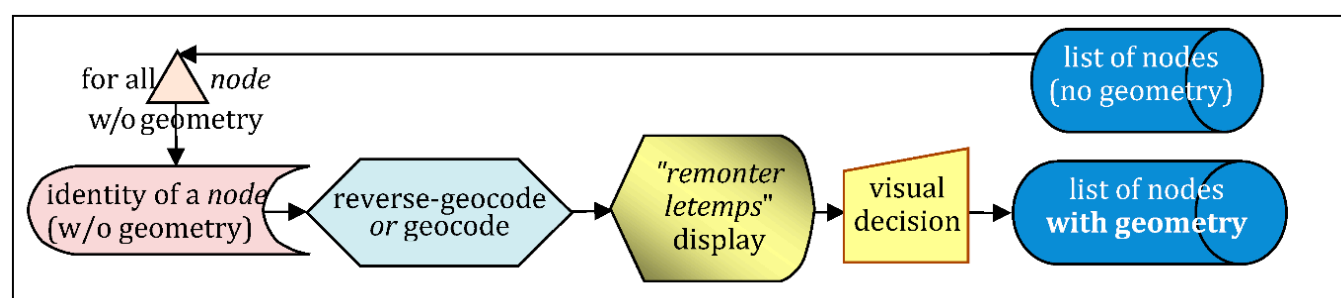 for all node
w/o geometry
list of nodes
(no geometry)
identity of a node
(w/o geometry)
reverse-geocode
or geocode
"remonter
letemps"
display
visual
decision
list of nodes
with geometry